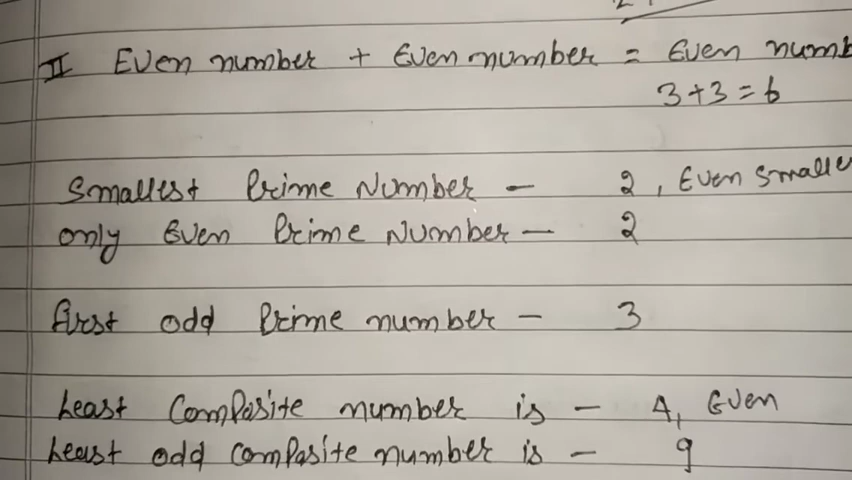 II Even number + Even number = Even numb
3+3=6
Smallest Prime Number - 2, Even smalle
only Even Prime Number - 2
first odd Prime number - 3
Least Composite number is - 4, Even
Least odd composite number is - 9